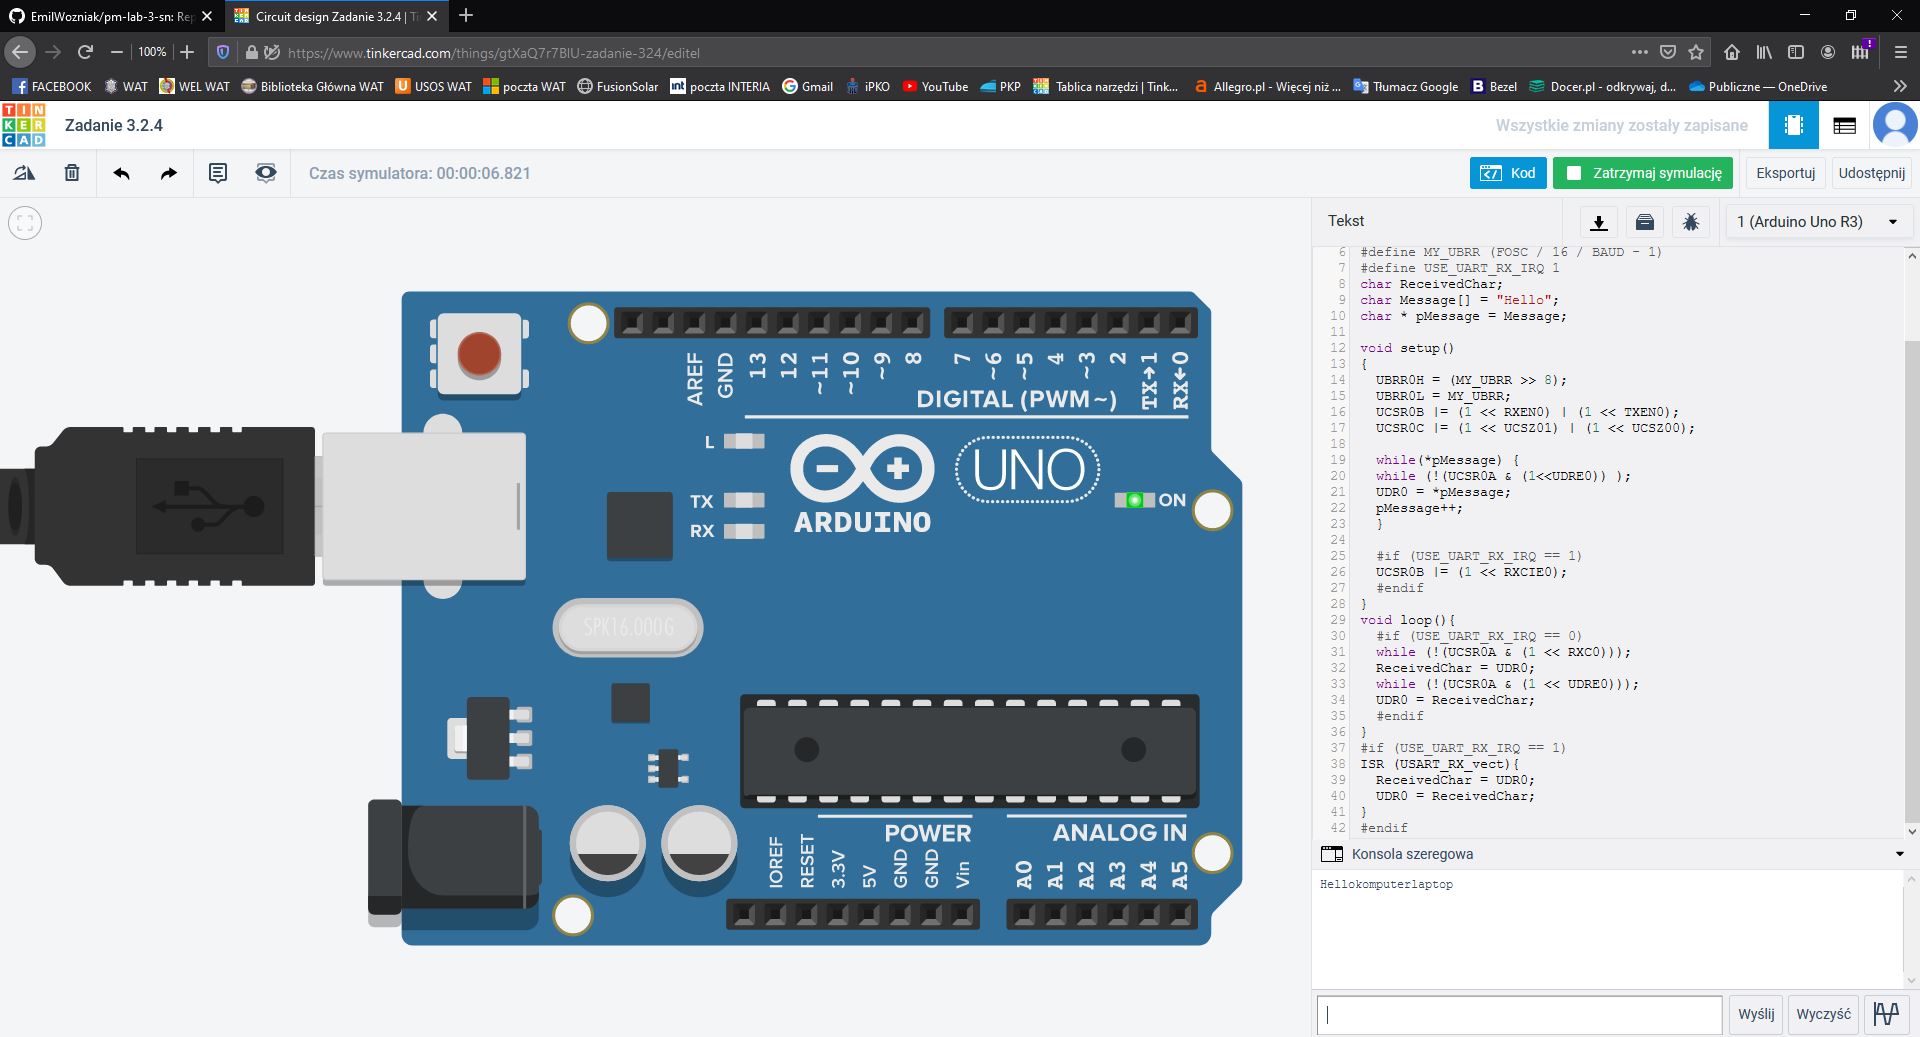 EmilWozniak/pm-lab-3-sn: Rep
Circuit design Zadanie 3.2.4 | Ti
100%
https://www.tinkercad.com/things/gtXaQ7r7BlU-zadanie-324/editel
FACEBOOK WAT WEL WAT Biblioteka Główna WAT USOS WAT poczta WAT FusionSolar poczta INTERIA Gmail iPKO YouTube PKP Tablica narzędzi | Tink... Allegro.pl - Więcej niż ... Tłumacz Google Bezel Docer.pl - odkrywaj, d... Publiczne — OneDrive
TIN
KER
CAD
Zadanie 3.2.4
Wszystkie zmiany zostały zapisane
Czas symulatora: 00:00:06.821
Kod
Zatrzymaj symulację
Eksportuj
Udostępnij
Tekst
1 (Arduino Uno R3)
AREF GND 13 12 ~11 ~10 ~9 8 7 ~6 ~5 4 ~3 2 TX→1 RX←0
DIGITAL (PWM~)
L
TX
RX
UNO
ARDUINO
ON
SPK16.000G
POWER
ANALOG IN
IOREF RESET 3.3V 5V GND GND Vin A0 A1 A2 A3 A4 A5
6 #define MY_UBRR (FOSC / 16 / BAUD - 1)
7 #define USE_UART_RX_IRQ 1
8 char ReceivedChar;
9 char Message[] = "Hello";
10 char * pMessage = Message;
11
12 void setup()
13 {
14 UBRR0H = (MY_UBRR >> 8);
15 UBRR0L = MY_UBRR;
16 UCSR0B |= (1 << RXEN0) | (1 << TXEN0);
17 UCSR0C |= (1 << UCSZ01) | (1 << UCSZ00);
18
19 while(*pMessage) {
20 while (!(UCSR0A & (1<<UDRE0)) );
21 UDR0 = *pMessage;
22 pMessage++;
23 }
24
25 #if (USE_UART_RX_IRQ == 1)
26 UCSR0B |= (1 << RXCIE0);
27 #endif
28 }
29 void loop(){
30 #if (USE_UART_RX_IRQ == 0)
31 while (!(UCSR0A & (1 << RXC0)));
32 ReceivedChar = UDR0;
33 while (!(UCSR0A & (1 << UDRE0)));
34 UDR0 = ReceivedChar;
35 #endif
36 }
37 #if (USE_UART_RX_IRQ == 1)
38 ISR (USART_RX_vect){
39 ReceivedChar = UDR0;
40 UDR0 = ReceivedChar;
41 }
42 #endif
Konsola szeregowa
Hellokomputerlaptop
Wyślij
Wyczyść